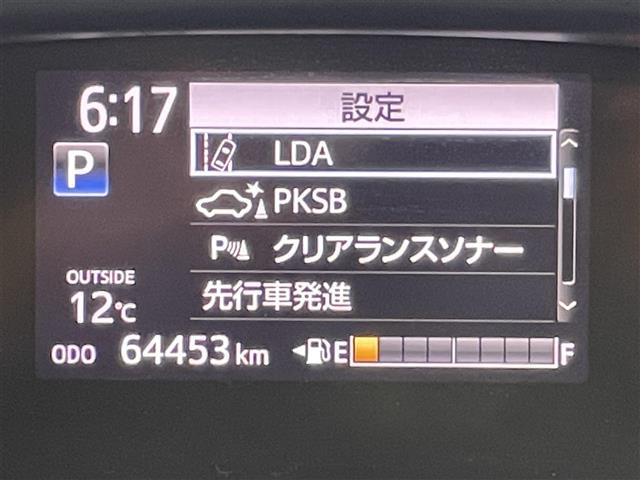 6:17
設定
LDA
P
PKSB
P クリアランスソナー
先行車発進
OUTSIDE
12℃
ODO 64453 km
E F